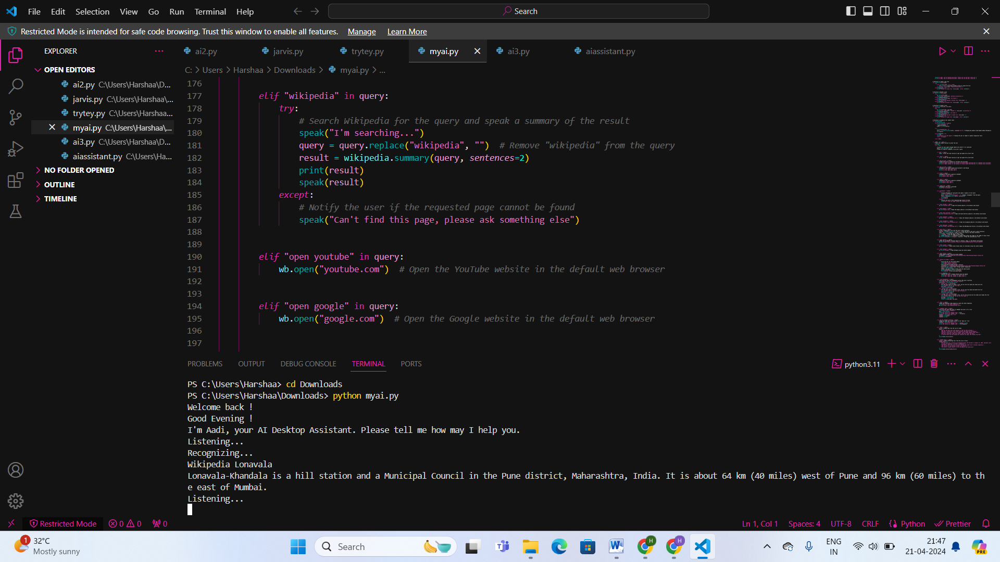 File Edit Selection View Go Run Terminal Help
Search
Restricted Mode is intended for safe code browsing. Trust this window to enable all features. Manage Learn More
EXPLORER
ai2.py jarvis.py trytey.py myai.py ai3.py aiassistant.py
OPEN EDITORS
ai2.py C:\Users\Harshaa\D...
jarvis.py C:\Users\Harshaa\...
trytey.py C:\Users\Harshaa...
myai.py C:\Users\Harshaa\...
ai3.py C:\Users\Harshaa\D...
aiassistant.py C:\Users\Ha...
NO FOLDER OPENED
OUTLINE
TIMELINE
C: > Users > Harshaa > Downloads > myai.py > ...
176
177 elif "wikipedia" in query:
178 try:
179 # Search Wikipedia for the query and speak a summary of the result
180 speak("I'm searching...")
181 query = query.replace("wikipedia", "") # Remove "wikipedia" from the query
182 result = wikipedia.summary(query, sentences=2)
183 print(result)
184 speak(result)
185 except:
186 # Notify the user if the requested page cannot be found
187 speak("Can't find this page, please ask something else")
188
189
190 elif "open youtube" in query:
191 wb.open("youtube.com") # Open the YouTube website in the default web browser
192
193
194 elif "open google" in query:
195 wb.open("google.com") # Open the Google website in the default web browser
196
197
PROBLEMS OUTPUT DEBUG CONSOLE TERMINAL PORTS
python3.11
PS C:\Users\Harshaa> cd Downloads
PS C:\Users\Harshaa\Downloads> python myai.py
Welcome back !
Good Evening !
I'm Aadi, your AI Desktop Assistant. Please tell me how may I help you.
Listening...
Recognizing...
Wikipedia Lonavala
Lonavala-Khandala is a hill station and a Municipal Council in the Pune district, Maharashtra, India. It is about 64 km (40 miles) west of Pune and 96 km (60 miles) to th
e east of Mumbai.
Listening...
Restricted Mode 0 0 0
Ln 1, Col 1 Spaces: 4 UTF-8 CRLF Python Prettier
1
32°C
Mostly sunny
Search
H
H
ENG
IN
21:47
21-04-2024
PRE